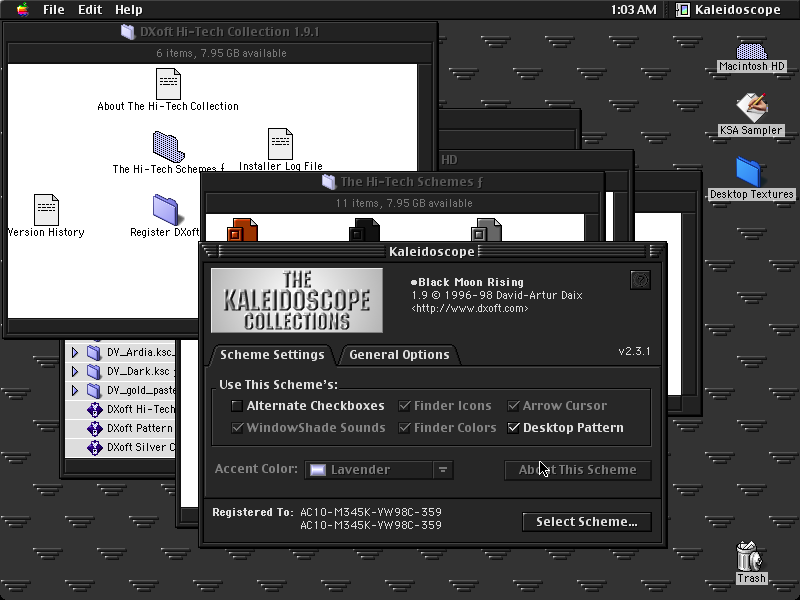 File Edit Help
1:03 AM Kaleidoscope
DXoft Hi-Tech Collection 1.9.1
6 items, 7.95 GB available
About The Hi-Tech Collection
The Hi-Tech Schemes ƒ
Installer Log File
Version History
Register DXoft
Macintosh HD
KSA Sampler
Desktop Textures
HD
The Hi-Tech Schemes ƒ
11 items, 7.95 GB available
DV_Ardia.ksc_
DV_Dark.ksc
DV_gold_paste
DXoft Hi-Tech
DXoft Pattern
DXoft Silver C
Kaleidoscope
THE
KALEIDOSCOPE
COLLECTIONS
•Black Moon Rising
1.9 © 1996-98 David-Artur Daix
<http://www.dxoft.com>
v2.3.1
Scheme Settings
General Options
Use This Scheme's:
Alternate Checkboxes
Finder Icons
Arrow Cursor
WindowShade Sounds
Finder Colors
Desktop Pattern
Accent Color:
Lavender
About This Scheme
Registered To: AC10-M345K-YW98C-359
AC10-M345K-YW98C-359
Select Scheme...
Trash